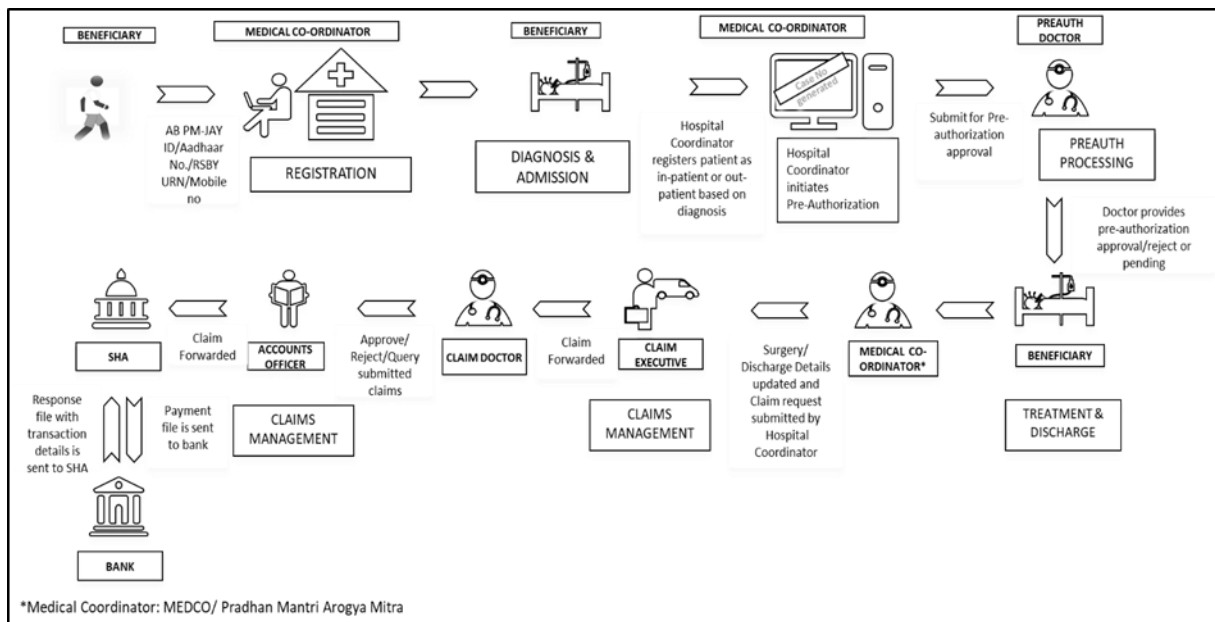 BENEFICIARY
MEDICAL CO-ORDINATOR
BENEFICIARY
MEDICAL CO-ORDINATOR
PREAUTH
DOCTOR
AB PM-JAY
ID/Aadhaar
No./RSBY
URN/Mobile
no
REGISTRATION
DIAGNOSIS &
ADMISSION
Hospital
Coordinator
registers patient as
in-patient or out-
patient based on
diagnosis
Case No
generated
Hospital
Coordinator
initiates
Pre-Authorization
Submit for Pre-
authorization
approval
PREAUTH
PROCESSING
Doctor provides
pre-authorization
approval/reject or
pending
BENEFICIARY
TREATMENT &
DISCHARGE
MEDICAL CO-
ORDINATOR*
Surgery/
Discharge Details
updated and
Claim request
submitted by
Hospital
Coordinator
CLAIM
EXECUTIVE
CLAIMS
MANAGEMENT
Claim
Forwarded
CLAIM DOCTOR
Approve/
Reject/Query
submitted
claims
ACCOUNTS
OFFICER
CLAIMS
MANAGEMENT
Claim
Forwarded
SHA
Payment
file is sent
to bank
Response
file with
transaction
details is
sent to SHA
BANK
*Medical Coordinator: MEDCO/ Pradhan Mantri Arogya Mitra